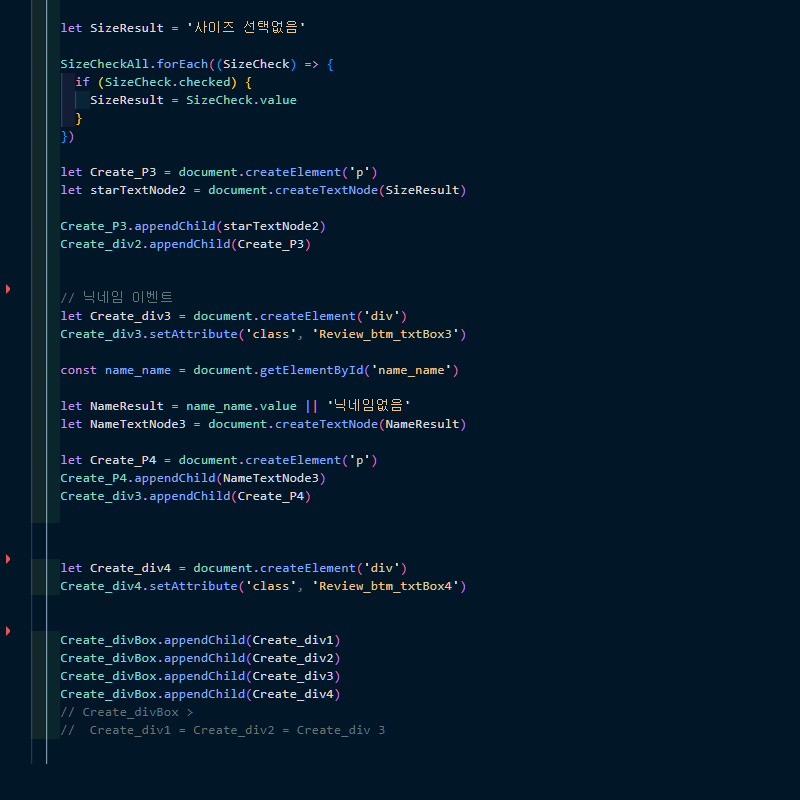 let SizeResult = '사이즈 선택없음'
SizeCheckAll.forEach((SizeCheck) => {
if (SizeCheck.checked) {
SizeResult = SizeCheck.value
}
})
let Create_P3 = document.createElement('p')
let starTextNode2 = document.createTextNode(SizeResult)
Create_P3.appendChild(starTextNode2)
Create_div2.appendChild(Create_P3)
// 닉네임 이벤트
let Create_div3 = document.createElement('div')
Create_div3.setAttribute('class', 'Review_btm_txtBox3')
const name_name = document.getElementById('name_name')
let NameResult = name_name.value || '닉네임없음'
let NameTextNode3 = document.createTextNode(NameResult)
let Create_P4 = document.createElement('p')
Create_P4.appendChild(NameTextNode3)
Create_div3.appendChild(Create_P4)
let Create_div4 = document.createElement('div')
Create_div4.setAttribute('class', 'Review_btm_txtBox4')
Create_divBox.appendChild(Create_div1)
Create_divBox.appendChild(Create_div2)
Create_divBox.appendChild(Create_div3)
Create_divBox.appendChild(Create_div4)
// Create_divBox >
//  Create_div1 = Create_div2 = Create_div 3